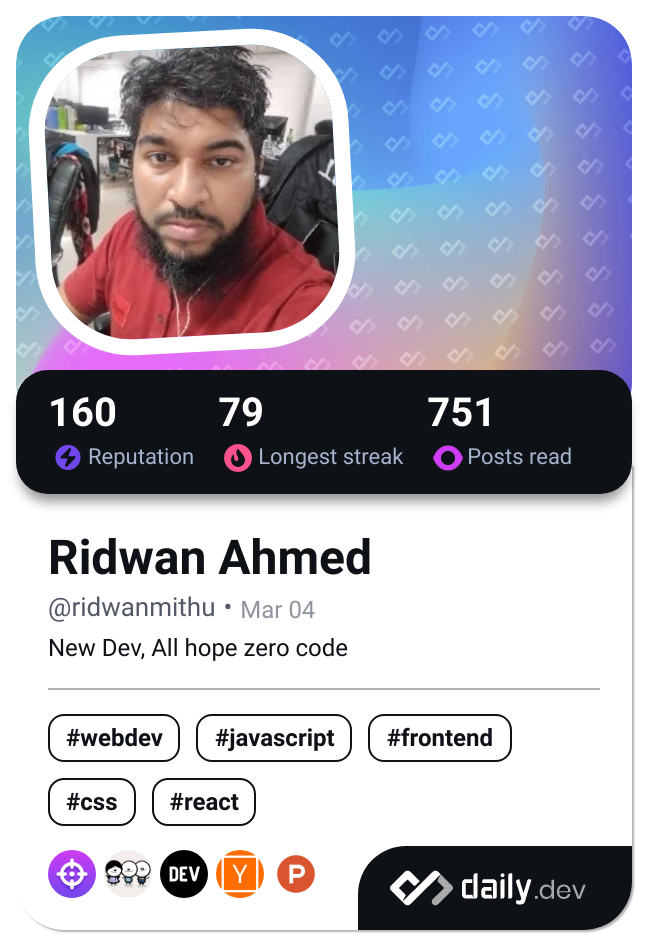 160 79 751
Reputation Longest streak Posts read
Ridwan Ahmed
@ridwanmithu • Mar 04
New Dev, All hope zero code
#webdev #javascript #frontend
#css #react
DEV Y P daily.dev